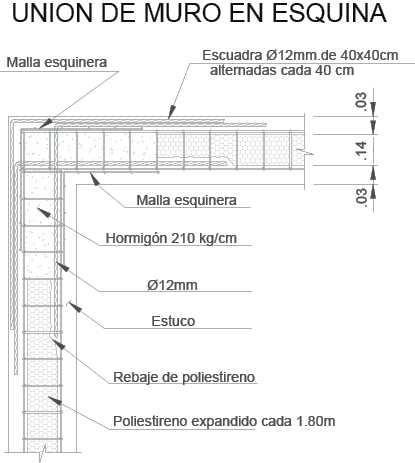 UNION DE MURO EN ESQUINA
Escuadra Ø12mm.de 40x40cm
alternadas cada 40 cm
Malla esquinera
.03
.14
.03
Malla esquinera
Hormigón 210 kg/cm
Ø12mm
Estuco
Rebaje de poliestireno
Poliestireno expandido cada 1.80m